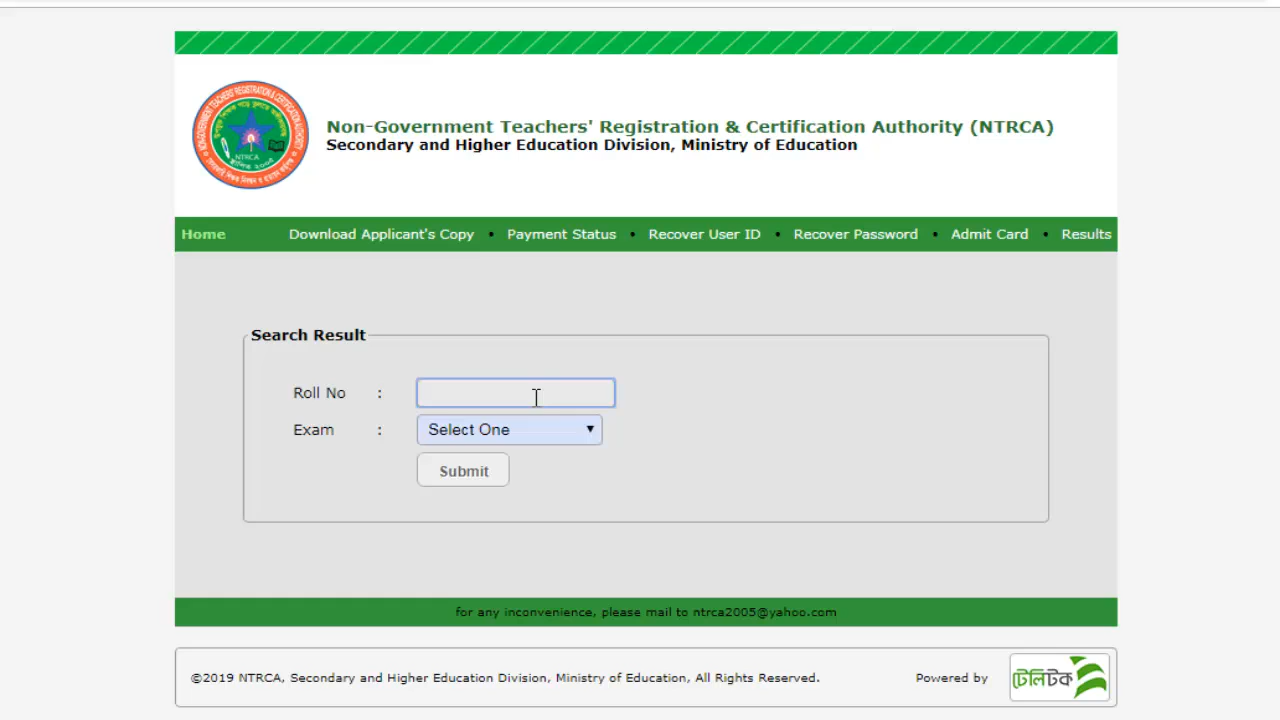 Non-Government Teachers' Registration & Certification Authority (NTRCA)
Secondary and Higher Education Division, Ministry of Education
NTRCA
Home Download Applicant's Copy • Payment Status • Recover User ID • Recover Password • Admit Card • Results
Search Result
Roll No :
Exam : Select One
Submit
for any inconvenience, please mail to ntrca2005@yahoo.com
©2019 NTRCA, Secondary and Higher Education Division, Ministry of Education, All Rights Reserved. Powered by টেলিটক